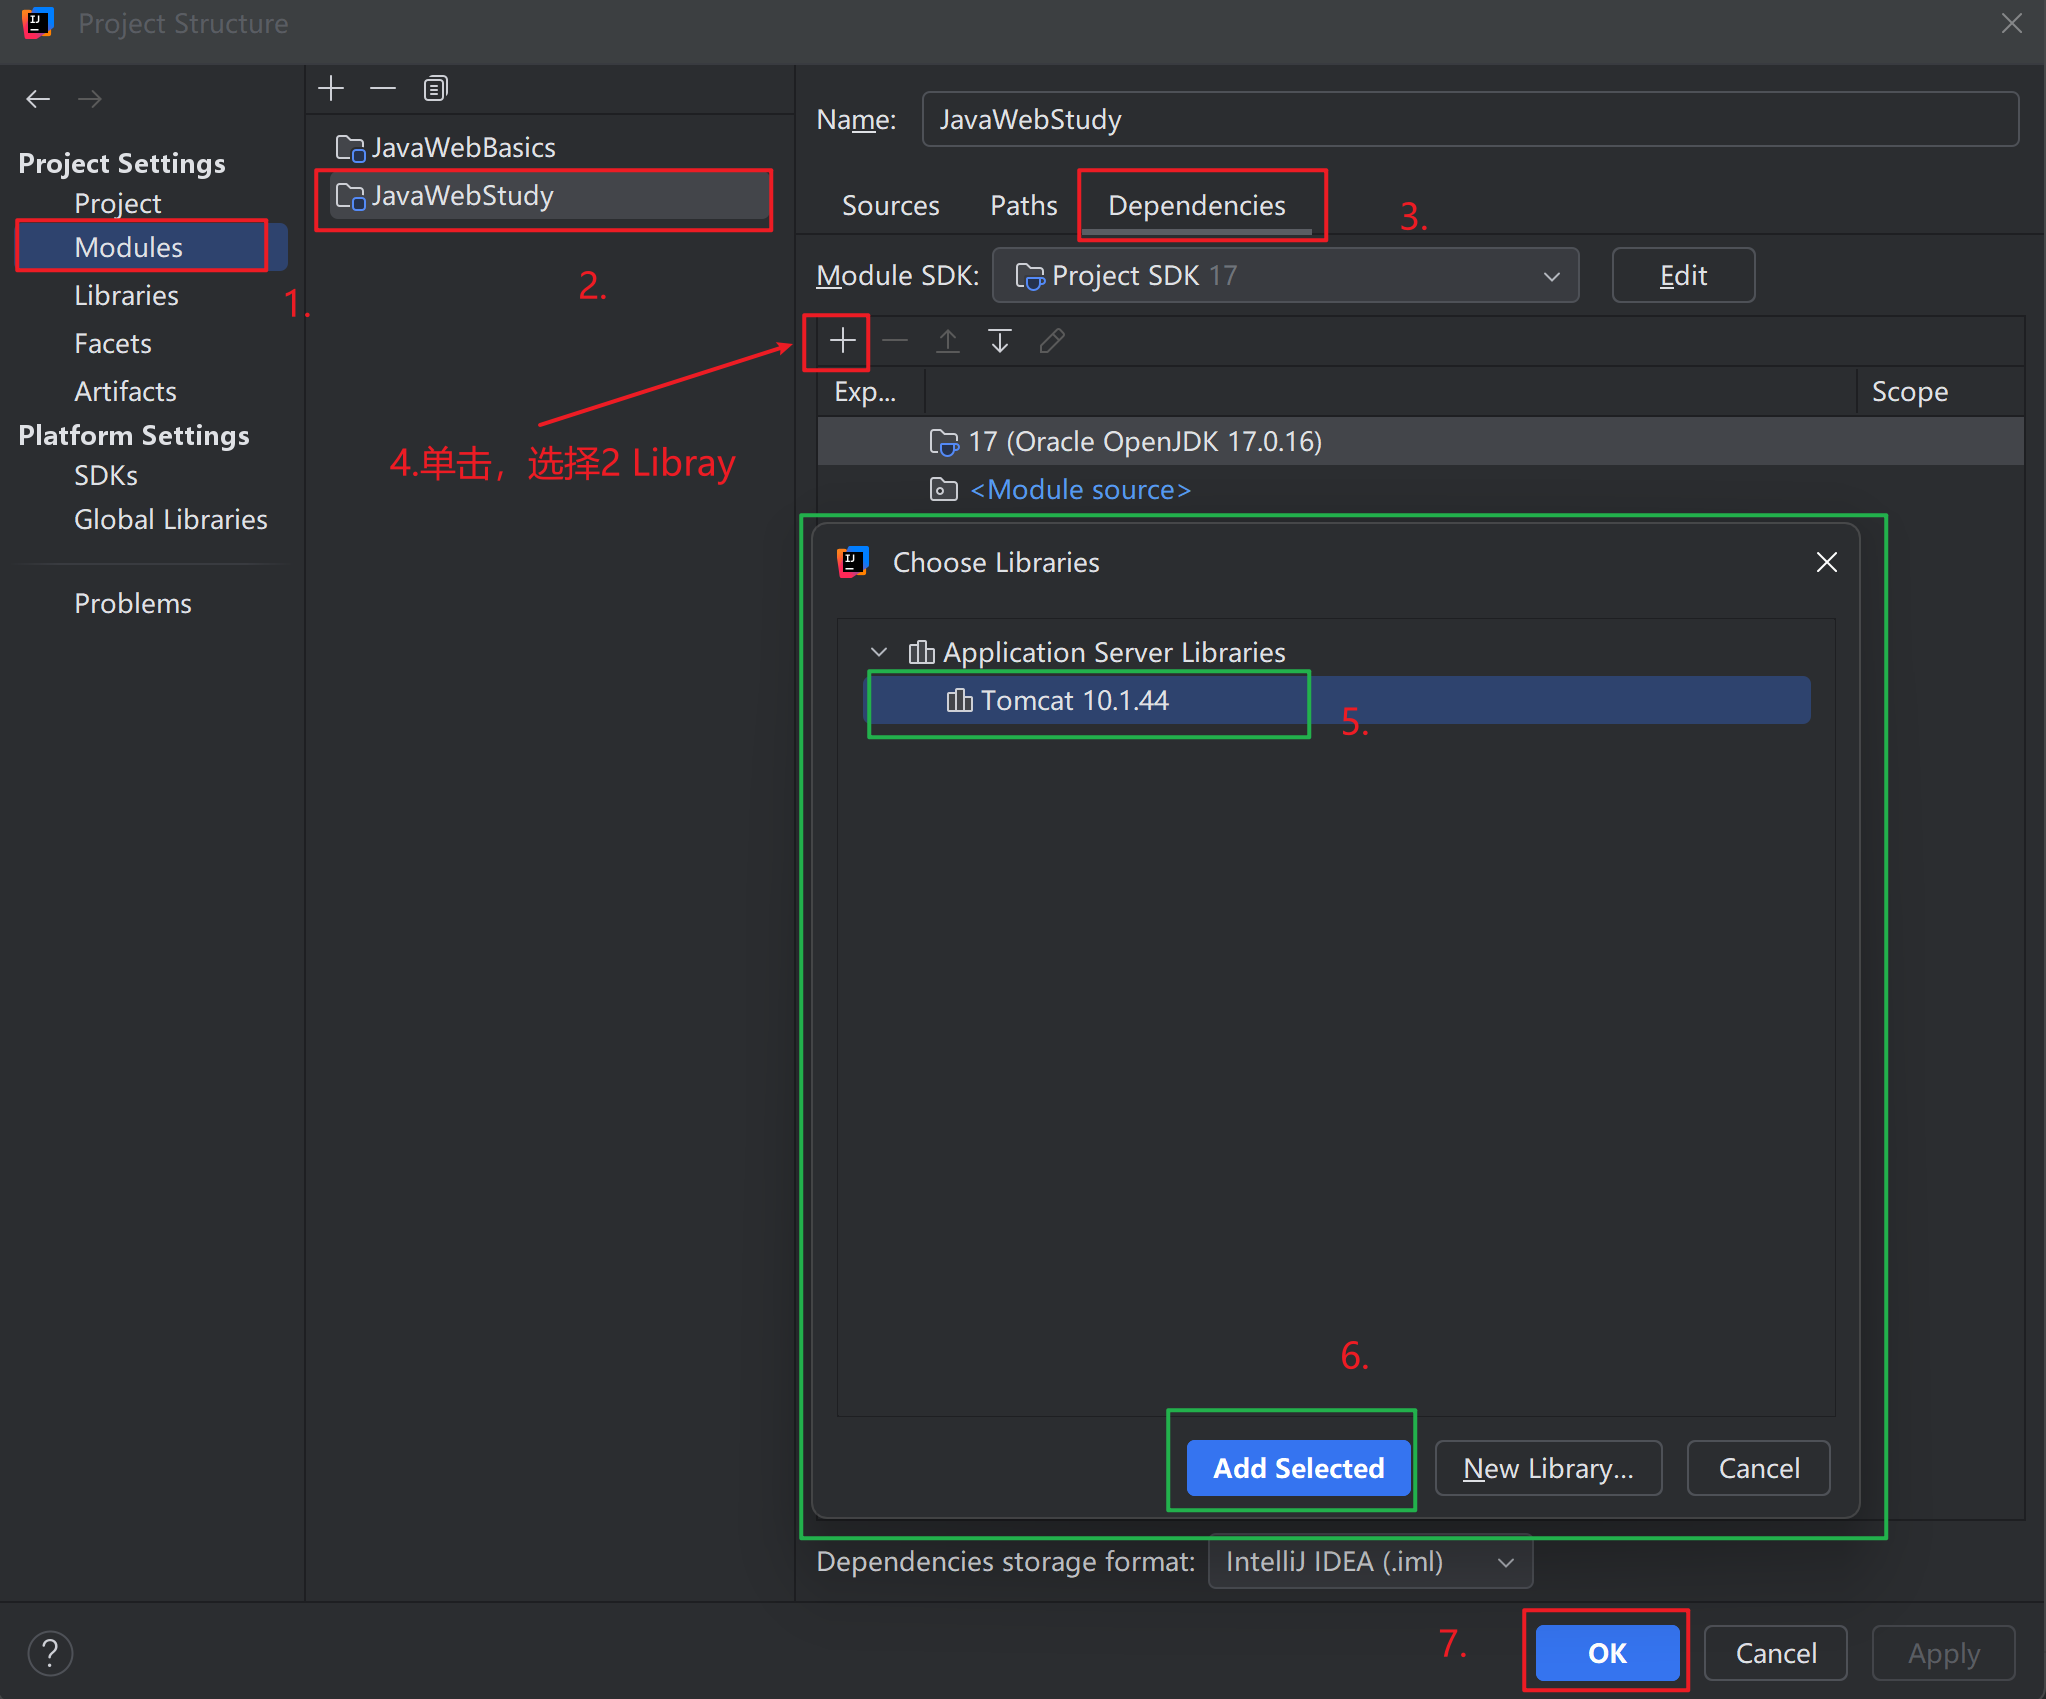 Project Structure
Project Settings
Project
Modules
1.
Libraries
Facets
Artifacts
Platform Settings
SDKs
Global Libraries
Problems
JavaWebBasics
JavaWebStudy
2.
4.单击，选择2 Libray
Name: JavaWebStudy
Sources Paths Dependencies 3.
Module SDK: Project SDK 17 Edit
Exp... Scope
17 (Oracle OpenJDK 17.0.16)
<Module source>
IJ Choose Libraries
Application Server Libraries
Tomcat 10.1.44
5.
6.
Add Selected New Library... Cancel
Dependencies storage format: IntelliJ IDEA (.iml)
? 7. OK Cancel Apply